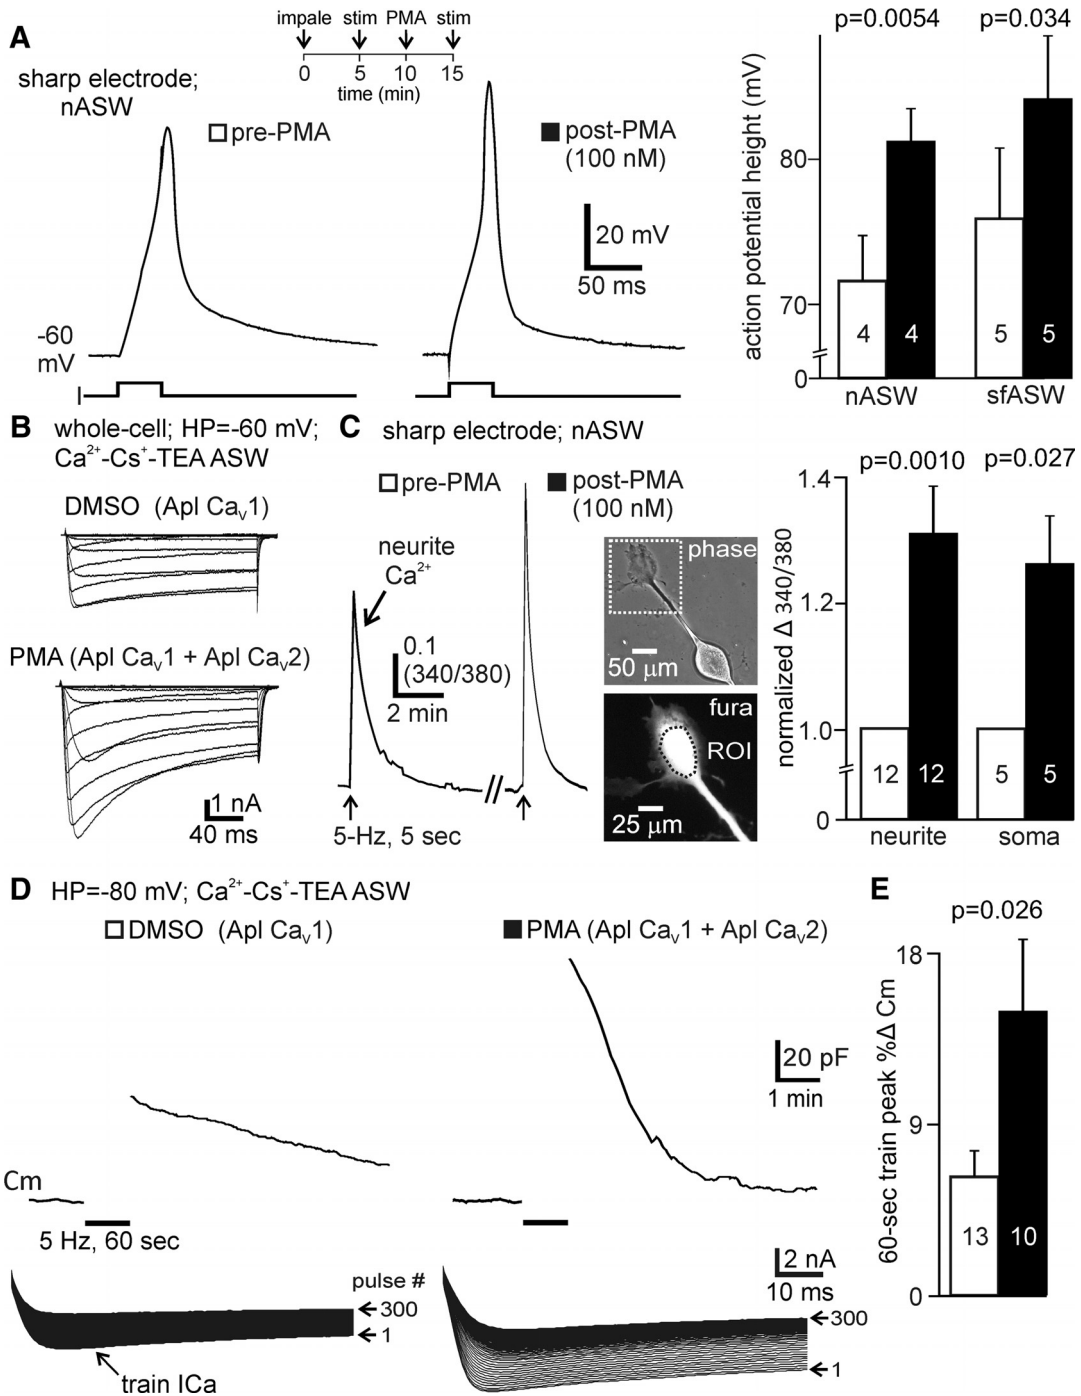 A
impale stim PMA stim
0 5 10 15
time (min)
sharp electrode;
nASW
pre-PMA
post-PMA
(100 nM)
20 mV
50 ms
-60
mV
I
p=0.0054 p=0.034
action potential height (mV)
80
70
0
4 4 5 5
nASW sfASW
B
whole-cell; HP=-60 mV;
Ca²⁺-Cs⁺-TEA ASW
DMSO (Apl Caᵥ1)
PMA (Apl Caᵥ1 + Apl Caᵥ2)
1 nA
40 ms
C
sharp electrode; nASW
pre-PMA
post-PMA
(100 nM)
neurite
Ca²⁺
0.1
(340/380)
2 min
5-Hz, 5 sec
phase
50 µm
fura
ROI
25 µm
p=0.0010 p=0.027
normalized Δ 340/380
1.4
1.2
1.0
0
12 12 5 5
neurite soma
D
HP=-80 mV; Ca²⁺-Cs⁺-TEA ASW
DMSO (Apl Caᵥ1)
PMA (Apl Caᵥ1 + Apl Caᵥ2)
20 pF
1 min
Cm
5 Hz, 60 sec
pulse #
300
1
train ICa
2 nA
10 ms
300
1
E
p=0.026
60-sec train peak %Δ Cm
18
9
0
13 10